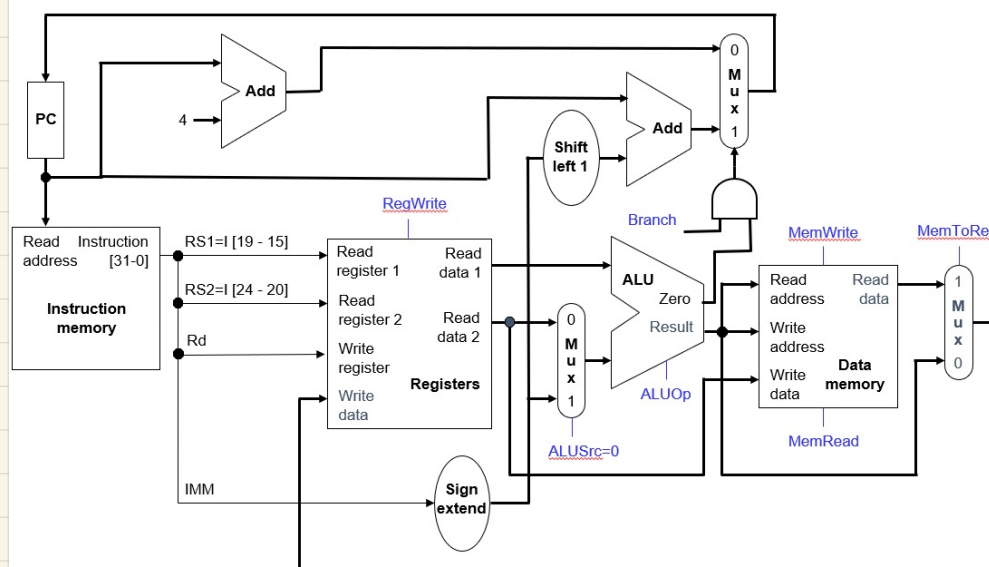 PC
Add
4
0
M
u
x
1
Add
Shift
left 1
Branch
RegWrite
MemWrite
MemToRe
Read
address
Instruction
[31-0]
Instruction
memory
RS1=I [19 - 15]
RS2=I [24 - 20]
Rd
IMM
Read
register 1
Read
register 2
Write
register
Write
data
Read
data 1
Read
data 2
Registers
0
M
u
x
1
ALUSrc=0
ALU
Zero
Result
ALUOp
Read
address
Write
address
Write
data
Read
data
Data
memory
MemRead
1
M
u
x
0
Sign
extend